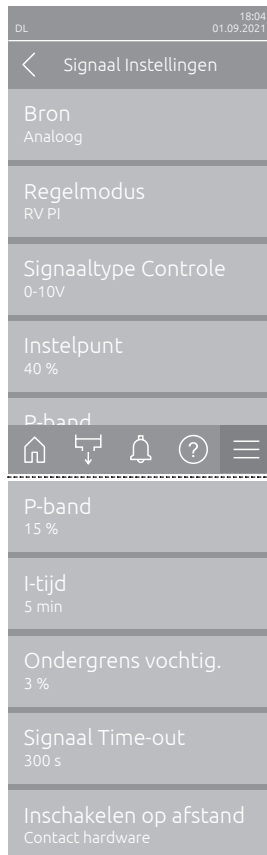 18:04
DL 01.09.2021
Signaal Instellingen
Bron
Analoog
Regelmodus
RV PI
Signaaltype Controle
0-10V
Instelpunt
40 %
P-band
?
P-band
15 %
I-tijd
5 min
Ondergrens vochtig.
3 %
Signaal Time-out
300 s
Inschakelen op afstand
Contact hardware